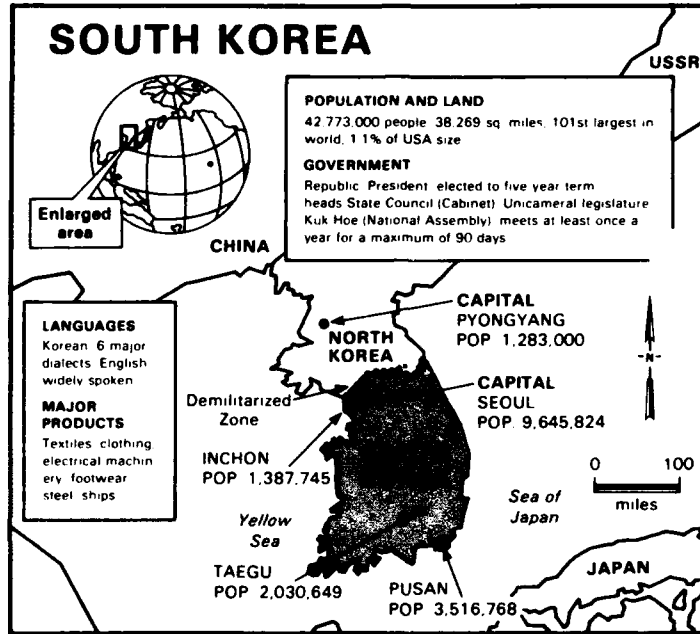 SOUTH KOREA
USSR
POPULATION AND LAND
42 773.000 people 38.269 sq. miles, 101st largest in
world, 1 1% of USA size
GOVERNMENT
Republic President elected to five year term
heads State Council (Cabinet) Unicameral legislature
Kuk Hoe (National Assembly) meets at least once a
year for a maximum of 90 days
Enlarged
area
CHINA
LANGUAGES
Korean 6 major
dialects English
widely spoken
MAJOR
PRODUCTS
Textiles clothing
electrical machin
ery footwear
steel ships
CAPITAL
PYONGYANG
POP 1,283,000
NORTH
KOREA
-N-
Demilitarized
Zone
CAPITAL
SEOUL
POP. 9,645,824
INCHON
POP 1,387,745
0 100
miles
Sea of
Japan
Yellow
Sea
TAEGU
POP 2,030,649
PUSAN
POP 3,516,768
JAPAN